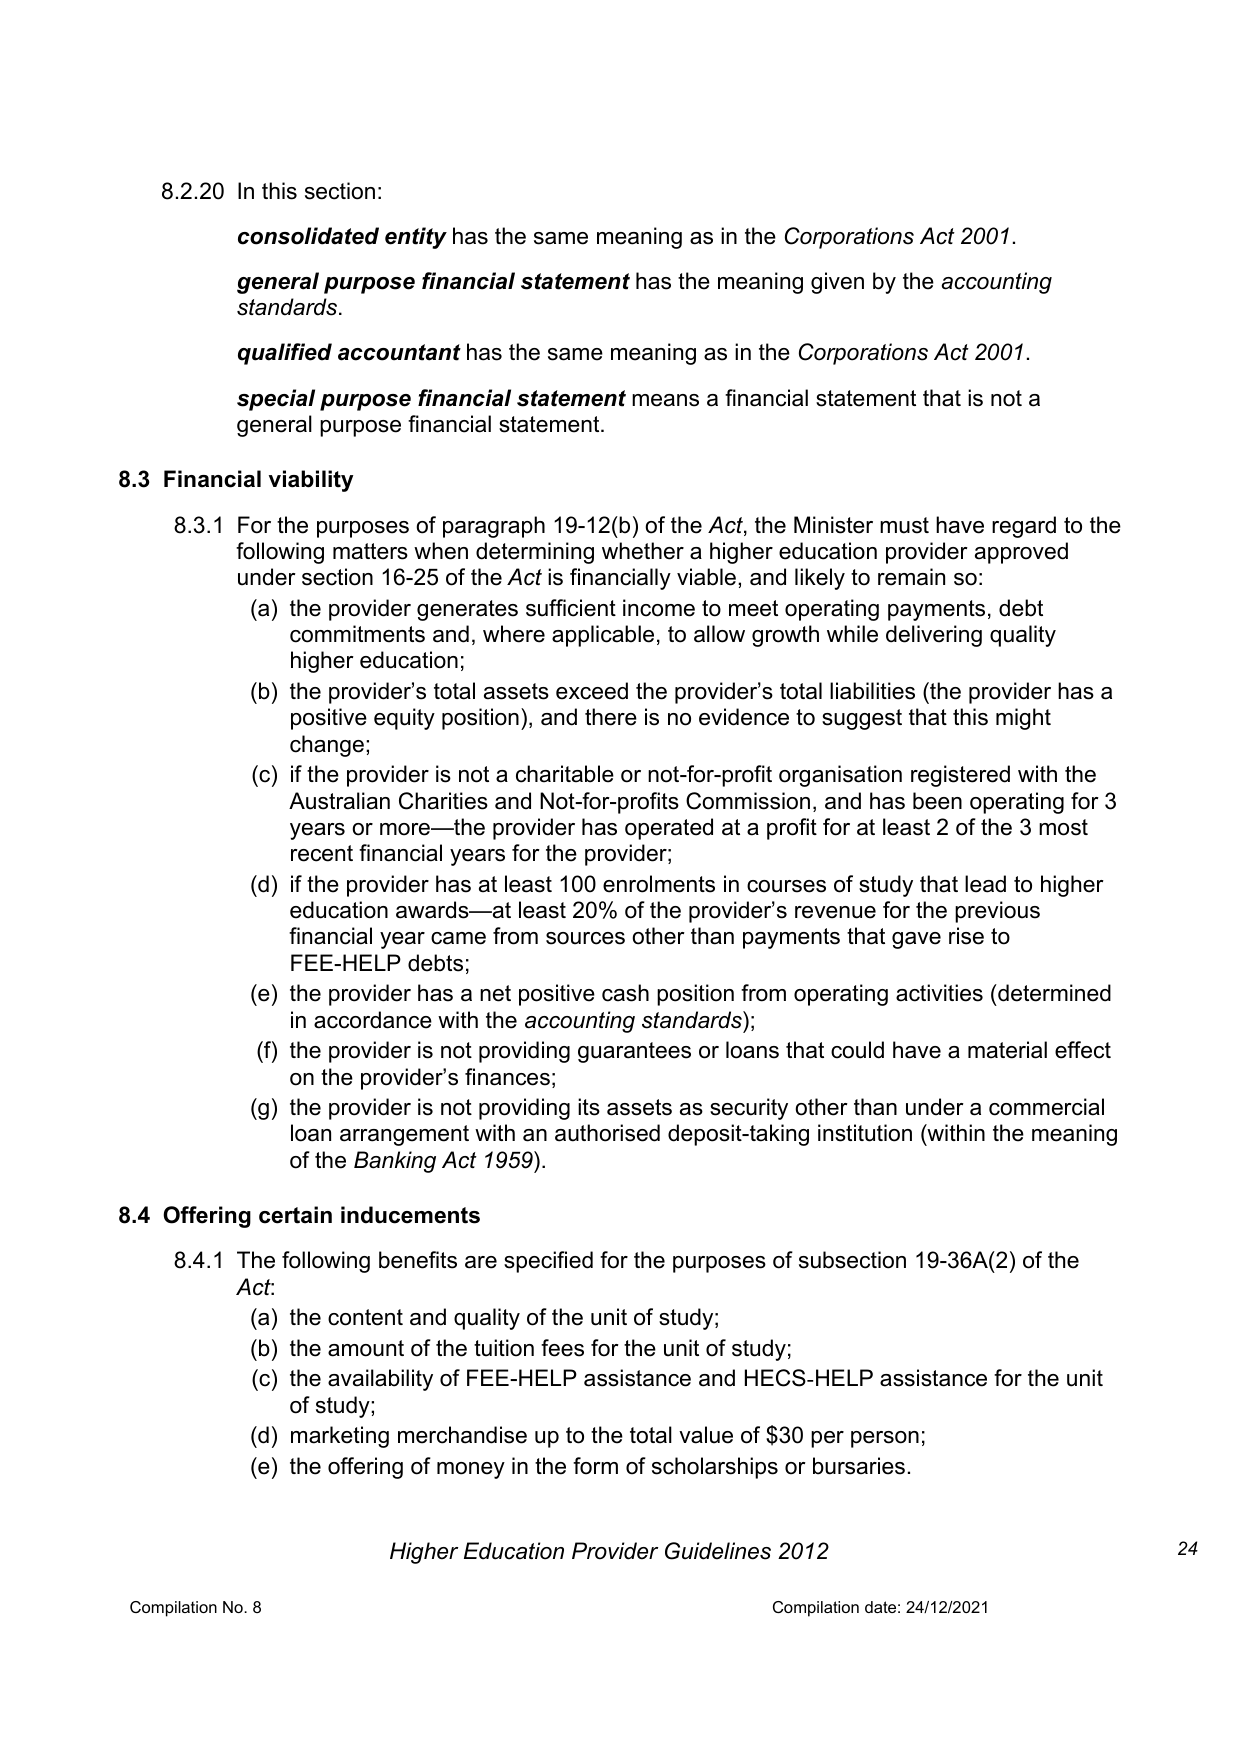 8.2.20 In this section:
consolidated entity has the same meaning as in the Corporations Act 2001.
general purpose financial statement has the meaning given by the accounting
standards.
qualified accountant has the same meaning as in the Corporations Act 2001.
special purpose financial statement means a financial statement that is not a
general purpose financial statement.
8.3 Financial viability
8.3.1 For the purposes of paragraph 19-12(b) of the Act, the Minister must have regard to the
following matters when determining whether a higher education provider approved
under section 16-25 of the Act is financially viable, and likely to remain so:
(a) the provider generates sufficient income to meet operating payments, debt
commitments and, where applicable, to allow growth while delivering quality
higher education;
(b) the provider’s total assets exceed the provider’s total liabilities (the provider has a
positive equity position), and there is no evidence to suggest that this might
change;
(c) if the provider is not a charitable or not-for-profit organisation registered with the
Australian Charities and Not-for-profits Commission, and has been operating for 3
years or more—the provider has operated at a profit for at least 2 of the 3 most
recent financial years for the provider;
(d) if the provider has at least 100 enrolments in courses of study that lead to higher
education awards—at least 20% of the provider’s revenue for the previous
financial year came from sources other than payments that gave rise to
FEE-HELP debts;
(e) the provider has a net positive cash position from operating activities (determined
in accordance with the accounting standards);
(f) the provider is not providing guarantees or loans that could have a material effect
on the provider’s finances;
(g) the provider is not providing its assets as security other than under a commercial
loan arrangement with an authorised deposit-taking institution (within the meaning
of the Banking Act 1959).
8.4 Offering certain inducements
8.4.1 The following benefits are specified for the purposes of subsection 19-36A(2) of the
Act:
(a) the content and quality of the unit of study;
(b) the amount of the tuition fees for the unit of study;
(c) the availability of FEE-HELP assistance and HECS-HELP assistance for the unit
of study;
(d) marketing merchandise up to the total value of $30 per person;
(e) the offering of money in the form of scholarships or bursaries.
Higher Education Provider Guidelines 2012 24
Compilation No. 8 Compilation date: 24/12/2021